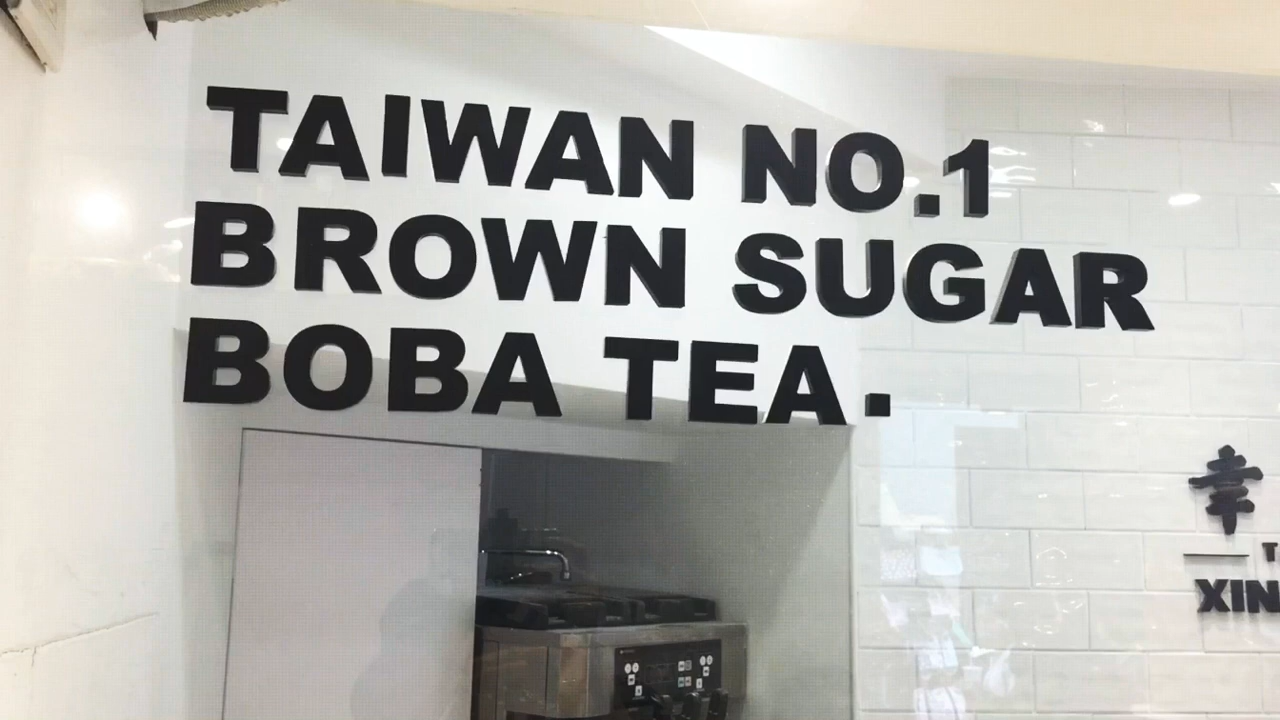 TAIWAN NO.1
BROWN SUGAR
BOBA TEA.
幸
T
XIN